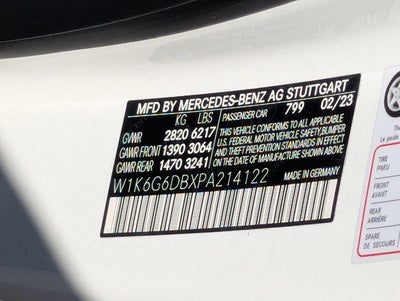 MFD BY MERCEDES-BENZ AG STUTTGART
KG LBS PASSENGER CAR 799 02/23
GVWR 2820 6217
GAWR FRONT 1390 3064
GAWR REAR 1470 3241
THIS CAR CONFORMS TO ALL APPLICABLE
U.S. FEDERAL MOTOR VEHICLE SAFETY, BUMPER
& THEFT PREVENTION STANDARDS IN EFFECT
ON THE DATE OF MANUFACTURE SHOWN ABOVE
W1K6G6DBXPA214122 MADE IN GERMANY
TIRE
PNEU
FRONT
AVANT
REAR
ARRIÈRE
SPARE
DE SECOURS